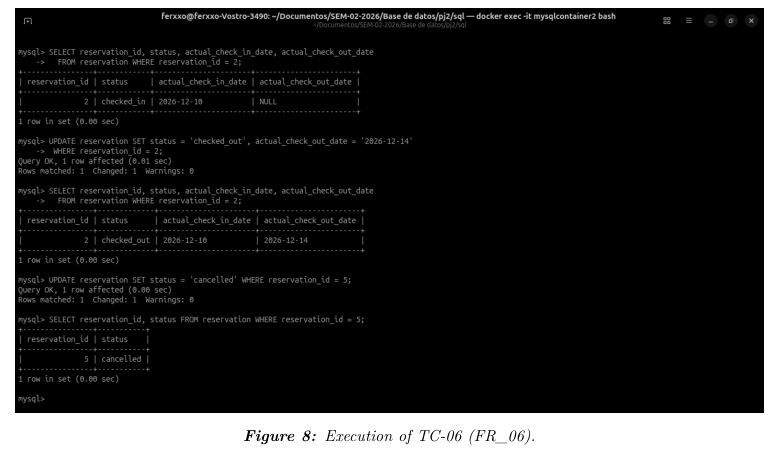 ferxxo@ferxxo-Vostro-3490: ~/Documentos/SEM-02-2026/Base de datos/pj2/sql — docker exec -it mysqlcontainer2 bash
~/Documentos/SEM-02-2026/Base de datos/pj2/sql
mysql> SELECT reservation_id, status, actual_check_in_date, actual_check_out_date
    ->   FROM reservation WHERE reservation_id = 2;
+----------------+------------+----------------------+-----------------------+
| reservation_id | status     | actual_check_in_date | actual_check_out_date |
+----------------+------------+----------------------+-----------------------+
|              2 | checked_in | 2026-12-10           | NULL                  |
+----------------+------------+----------------------+-----------------------+
1 row in set (0.00 sec)
mysql> UPDATE reservation SET status = 'checked_out', actual_check_out_date = '2026-12-14'
    ->  WHERE reservation_id = 2;
Query OK, 1 row affected (0.01 sec)
Rows matched: 1  Changed: 1  Warnings: 0
mysql> SELECT reservation_id, status, actual_check_in_date, actual_check_out_date
    ->   FROM reservation WHERE reservation_id = 2;
+----------------+-------------+----------------------+-----------------------+
| reservation_id | status      | actual_check_in_date | actual_check_out_date |
+----------------+-------------+----------------------+-----------------------+
|              2 | checked_out | 2026-12-10           | 2026-12-14            |
+----------------+-------------+----------------------+-----------------------+
1 row in set (0.00 sec)
mysql> UPDATE reservation SET status = 'cancelled' WHERE reservation_id = 5;
Query OK, 1 row affected (0.00 sec)
Rows matched: 1  Changed: 1  Warnings: 0
mysql> SELECT reservation_id, status FROM reservation WHERE reservation_id = 5;
+----------------+-----------+
| reservation_id | status    |
+----------------+-----------+
|              5 | cancelled |
+----------------+-----------+
1 row in set (0.00 sec)
mysql>
Figure 8: Execution of TC-06 (FR_06).